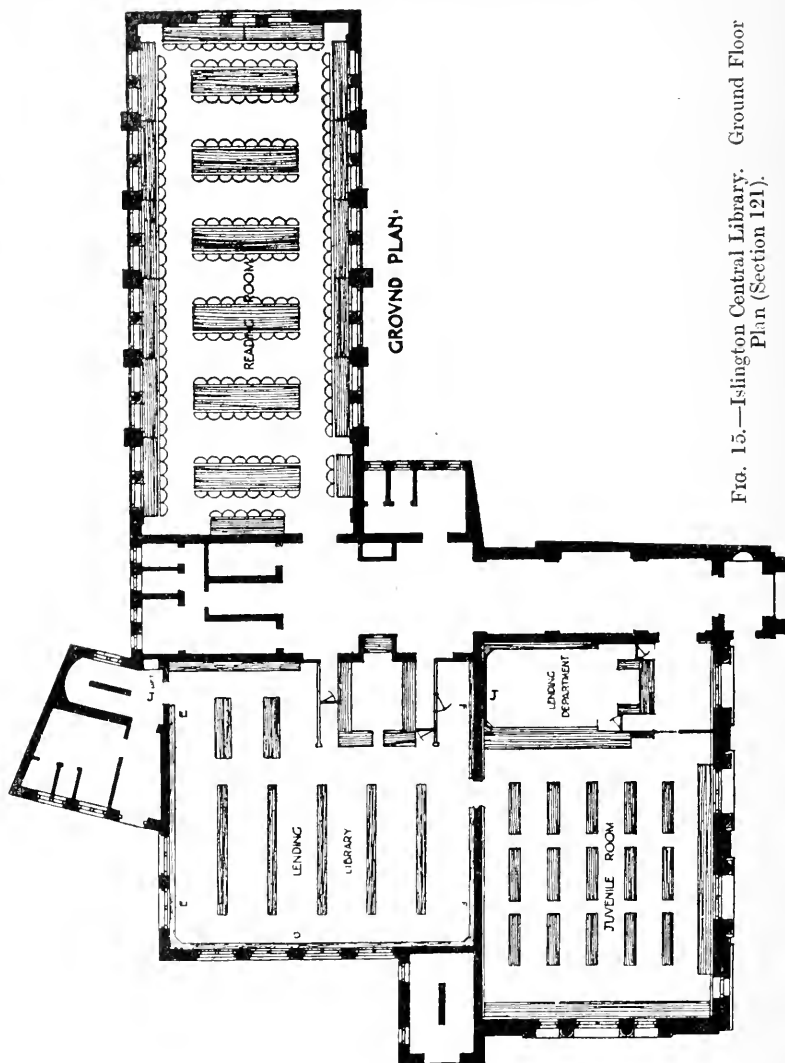 READING ROOM
GROVND PLAN.
LENDING
LIBRARY
LENDING
DEPARTMENT
JUVENILE ROOM
FIG. 15.—Islington Central Library. Ground Floor
Plan (Section 121).